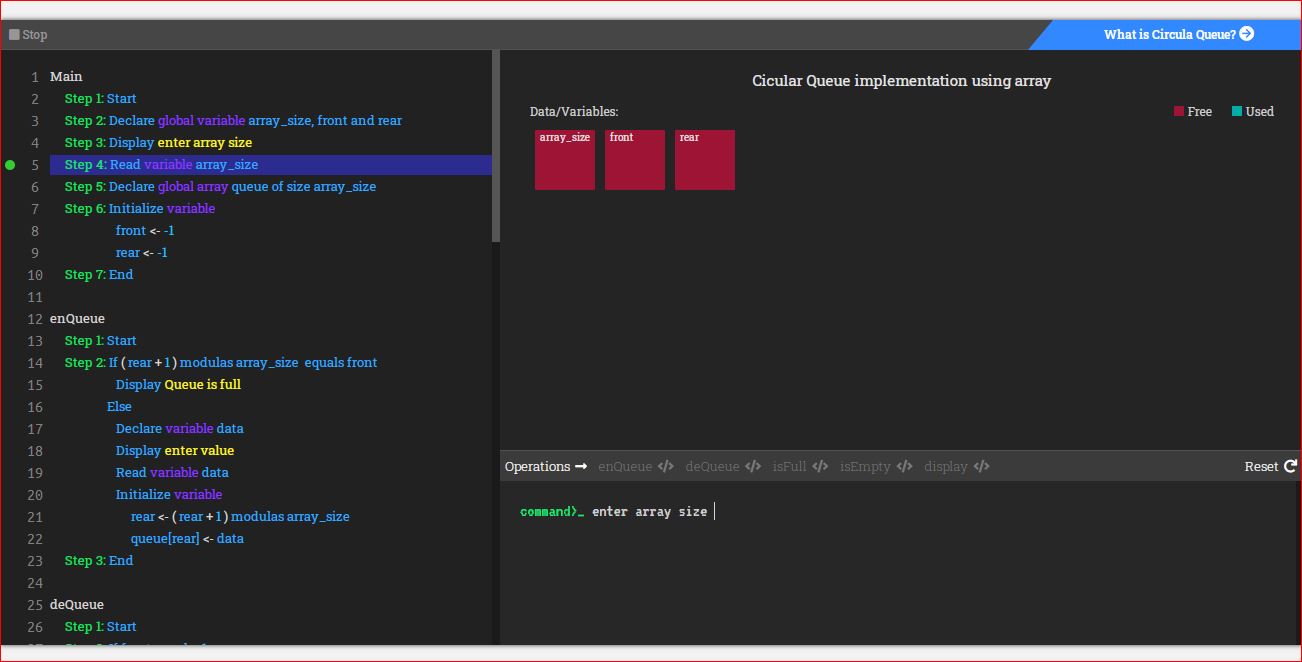 Stop
What is Circula Queue?
1 Main
2 Step 1: Start
3 Step 2: Declare global variable array_size, front and rear
4 Step 3: Display enter array size
5 Step 4: Read variable array_size
6 Step 5: Declare global array queue of size array_size
7 Step 6: Initialize variable
8 front <- -1
9 rear <- -1
10 Step 7: End
11
12 enQueue
13 Step 1: Start
14 Step 2: If ( rear + 1 ) modulas array_size equals front
15 Display Queue is full
16 Else
17 Declare variable data
18 Display enter value
19 Read variable data
20 Initialize variable
21 rear <- ( rear + 1 ) modulas array_size
22 queue[rear] <- data
23 Step 3: End
24
25 deQueue
26 Step 1: Start
Cicular Queue implementation using array
Data/Variables:
Free Used
array_size front rear
Operations enQueue </> deQueue </> isFull </> isEmpty </> display </> Reset
command>_ enter array size